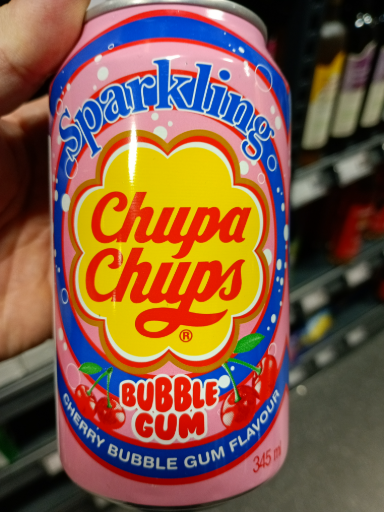 Sparkling
Chupa
Chups
®
BUBBLE
GUM
CHERRY BUBBLE GUM FLAVOUR
345 ml